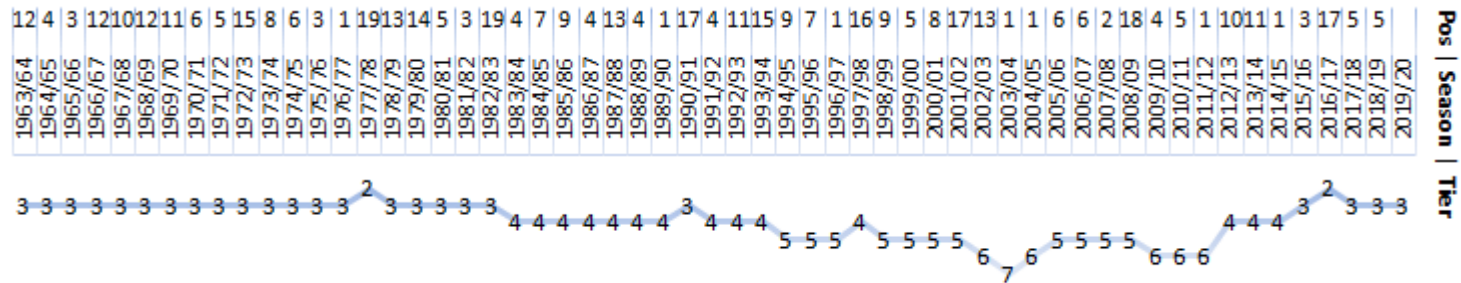 12 4 3 12 10 12 11 6 5 15 8 6 3 1 19 13 14 5 3 19 4 7 9 4 13 4 1 17 4 11 15 9 7 1 16 9 5 8 17 13 1 1 6 6 2 18 4 5 1 10 11 1 3 17 5 5
1963/64 1964/65 1965/66 1966/67 1967/68 1968/69 1969/70 1970/71 1971/72 1972/73 1973/74 1974/75 1975/76 1976/77 1977/78 1978/79 1979/80 1980/81 1981/82 1982/83 1983/84 1984/85 1985/86 1986/87 1987/88 1988/89 1989/90 1990/91 1991/92 1992/93 1993/94 1994/95 1995/96 1996/97 1997/98 1998/99 1999/00 2000/01 2001/02 2002/03 2003/04 2004/05 2005/06 2006/07 2007/08 2008/09 2009/10 2010/11 2011/12 2012/13 2013/14 2014/15 2015/16 2016/17 2017/18 2018/19 2019/20
3 3 3 3 3 3 3 3 3 3 3 3 3 3 2 3 3 3 3 3 4 4 4 4 4 4 4 3 4 4 4 5 5 5 4 5 5 5 5 6 7 6 5 5 5 5 6 6 6 4 4 4 3 2 3 3 3
Pos | Season | Tier